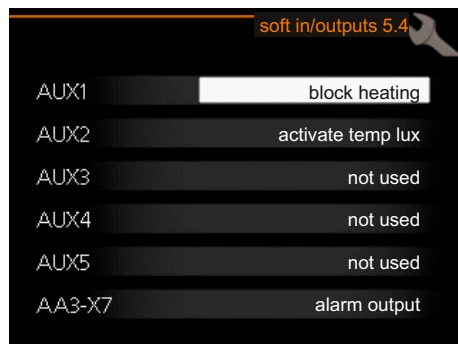 soft in/outputs 5.4
AUX1 block heating
AUX2 activate temp lux
AUX3 not used
AUX4 not used
AUX5 not used
AA3-X7 alarm output